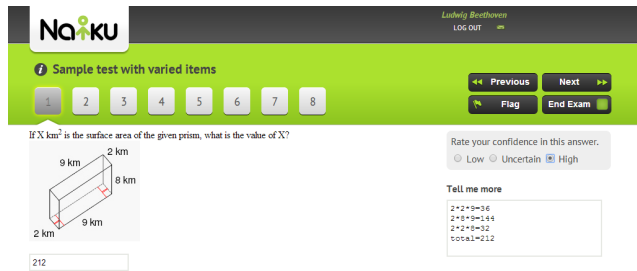 Naiku
Ludwig Beethoven
LOG OUT
Sample test with varied items
Previous Next
1 2 3 4 5 6 7 8
Flag End Exam
If X km² is the surface area of the given prism, what is the value of X?
2 km
9 km
8 km
9 km
2 km
212
Rate your confidence in this answer.
Low Uncertain High
Tell me more
2*2*9=36
2*8*9=144
2*2*8=32
total=212